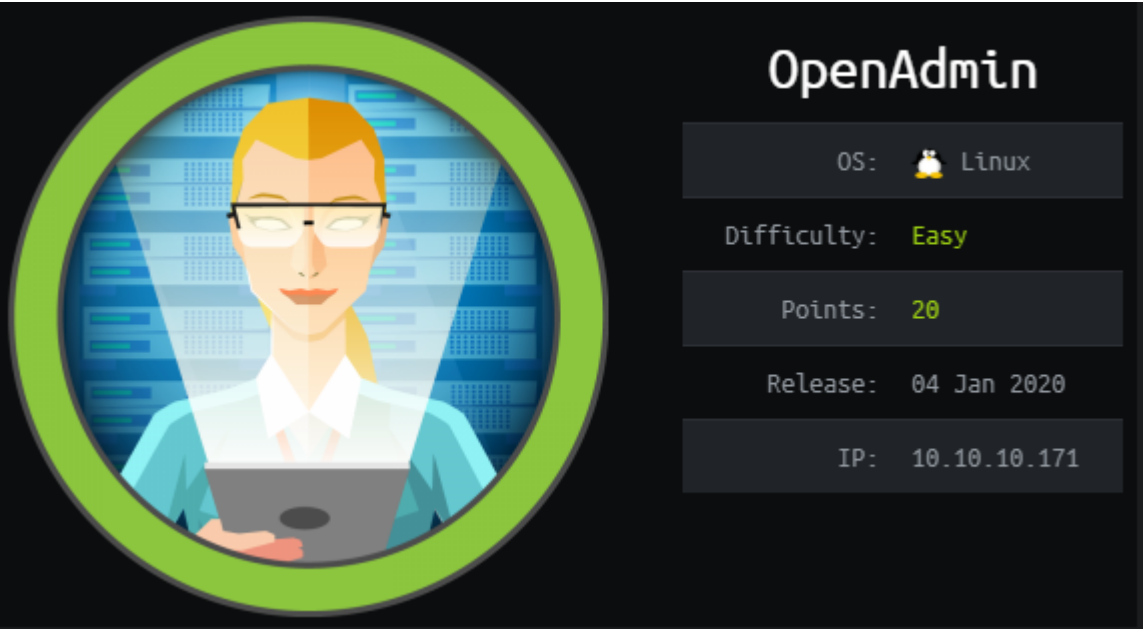 OpenAdmin
OS: Linux
Difficulty: Easy
Points: 20
Release: 04 Jan 2020
IP: 10.10.10.171